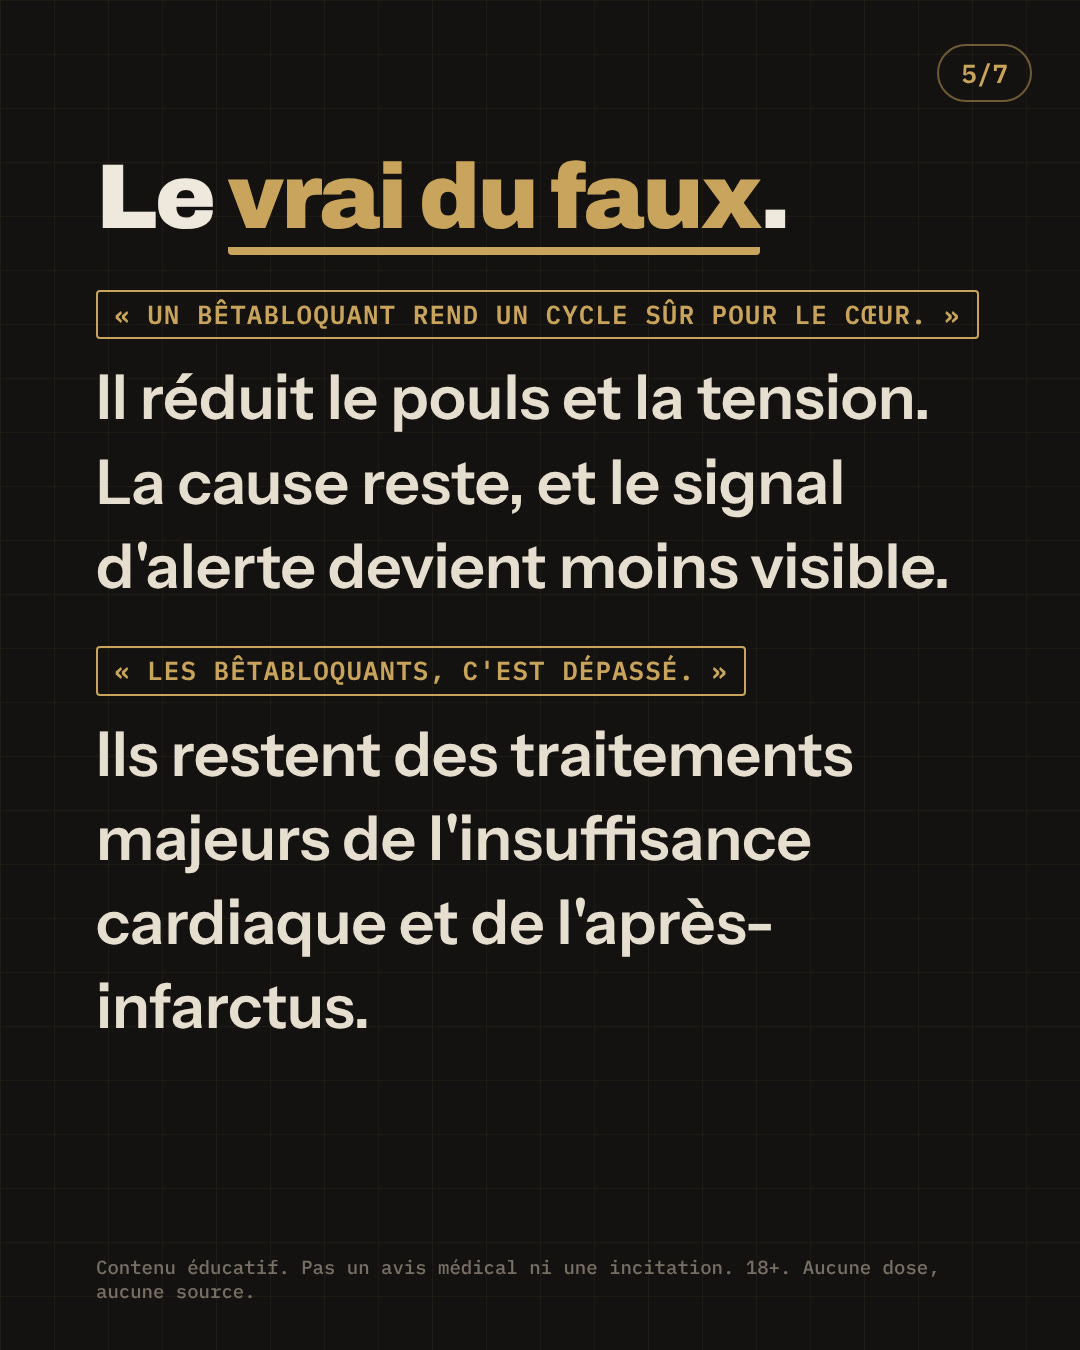 5/7
Le vrai du faux.
« UN BÊTABLOQUANT REND UN CYCLE SÛR POUR LE CŒUR. »
Il réduit le pouls et la tension.
La cause reste, et le signal
d'alerte devient moins visible.
« LES BÊTABLOQUANTS, C'EST DÉPASSÉ. »
Ils restent des traitements
majeurs de l'insuffisance
cardiaque et de l'après-
infarctus.
Contenu éducatif. Pas un avis médical ni une incitation. 18+. Aucune dose,
aucune source.